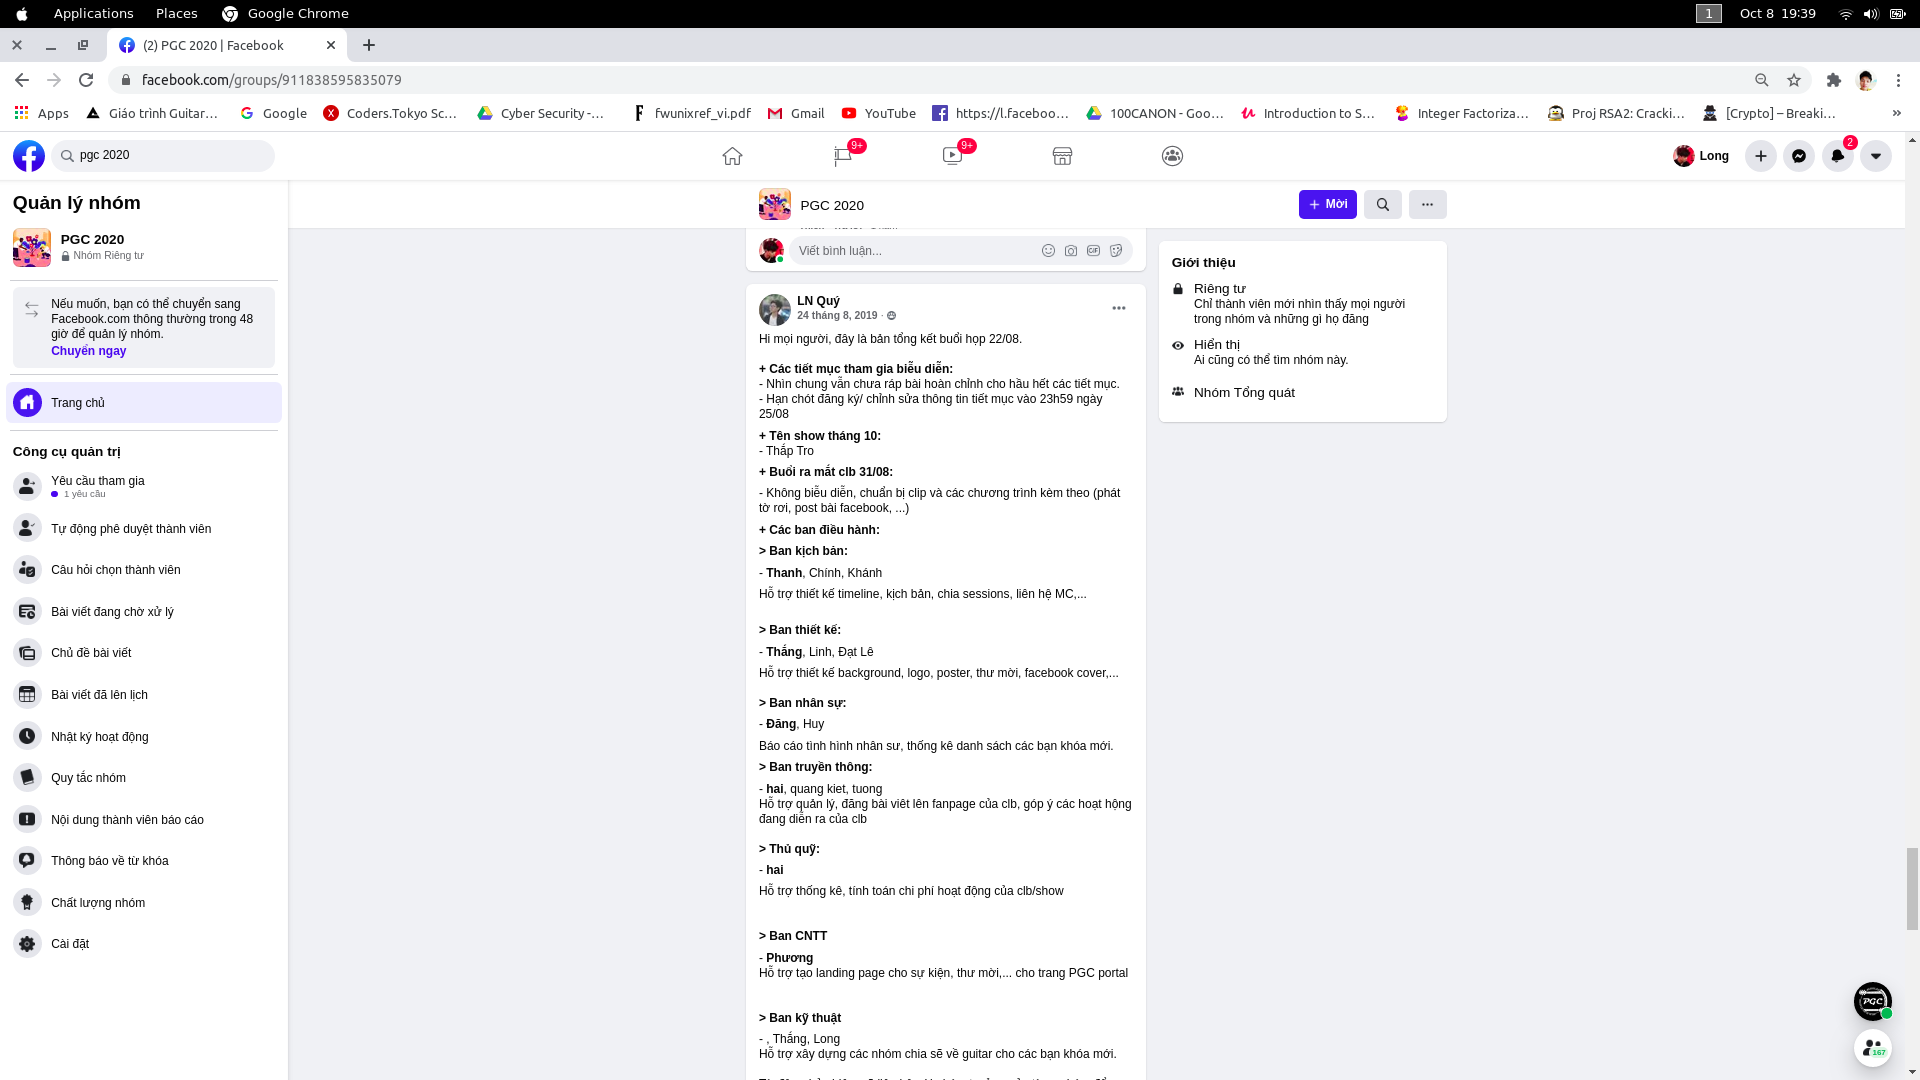 Applications Places Google Chrome 1 Oct 8 19:39
(2) PGC 2020 | Facebook
facebook.com/groups/911838595835079
Apps Giáo trình Guitar… Google Coders.Tokyo Sc… Cyber Security -… fwunixref_vi.pdf Gmail YouTube https://l.faceboo… 100CANON - Goo… Introduction to S… Integer Factoriza… Proj RSA2: Cracki… [Crypto] – Breaki… »
pgc 2020 9+ 9+ Long 2
Quản lý nhóm
PGC 2020
Nhóm Riêng tư
Nếu muốn, bạn có thể chuyển sang
Facebook.com thông thường trong 48
giờ để quản lý nhóm.
Chuyển ngay
Trang chủ
Công cụ quản trị
Yêu cầu tham gia
1 yêu cầu
Tự động phê duyệt thành viên
Câu hỏi chọn thành viên
Bài viết đang chờ xử lý
Chủ đề bài viết
Bài viết đã lên lịch
Nhật ký hoạt động
Quy tắc nhóm
Nội dung thành viên báo cáo
Thông báo về từ khóa
Chất lượng nhóm
Cài đặt
PGC 2020
+ Mời
Viết bình luận...
GIF
LN Quý
24 tháng 8, 2019 ·
Hi mọi người, đây là bản tổng kết buổi họp 22/08.
+ Các tiết mục tham gia biễu diễn:
- Nhìn chung vẫn chưa ráp bài hoàn chỉnh cho hầu hết các tiết mục.
- Hạn chót đăng ký/ chỉnh sửa thông tin tiết mục vào 23h59 ngày
25/08
+ Tên show tháng 10:
- Thắp Tro
+ Buổi ra mắt clb 31/08:
- Không biễu diễn, chuẩn bị clip và các chương trình kèm theo (phát
tờ rơi, post bài facebook, ...)
+ Các ban điều hành:
> Ban kịch bản:
- Thanh, Chính, Khánh
Hỗ trợ thiết kế timeline, kịch bản, chia sessions, liên hệ MC,...
> Ban thiết kế:
- Thắng, Linh, Đạt Lê
Hỗ trợ thiết kế background, logo, poster, thư mời, facebook cover,...
> Ban nhân sự:
- Đăng, Huy
Báo cáo tình hình nhân sư, thống kê danh sách các bạn khóa mới.
> Ban truyền thông:
- hai, quang kiet, tuong
Hỗ trợ quản lý, đăng bài viêt lên fanpage của clb, góp ý các hoạt hộng
đang diễn ra của clb
> Thủ quỹ:
- hai
Hỗ trợ thống kê, tính toán chi phí hoạt động của clb/show
> Ban CNTT
- Phương
Hỗ trợ tạo landing page cho sự kiện, thư mời,... cho trang PGC portal
> Ban kỹ thuật
- , Thắng, Long
Hỗ trợ xây dựng các nhóm chia sẽ về guitar cho các bạn khóa mới.
Giới thiệu
Riêng tư
Chỉ thành viên mới nhìn thấy mọi người
trong nhóm và những gì họ đăng
Hiển thị
Ai cũng có thể tìm nhóm này.
Nhóm Tổng quát
PGC
167